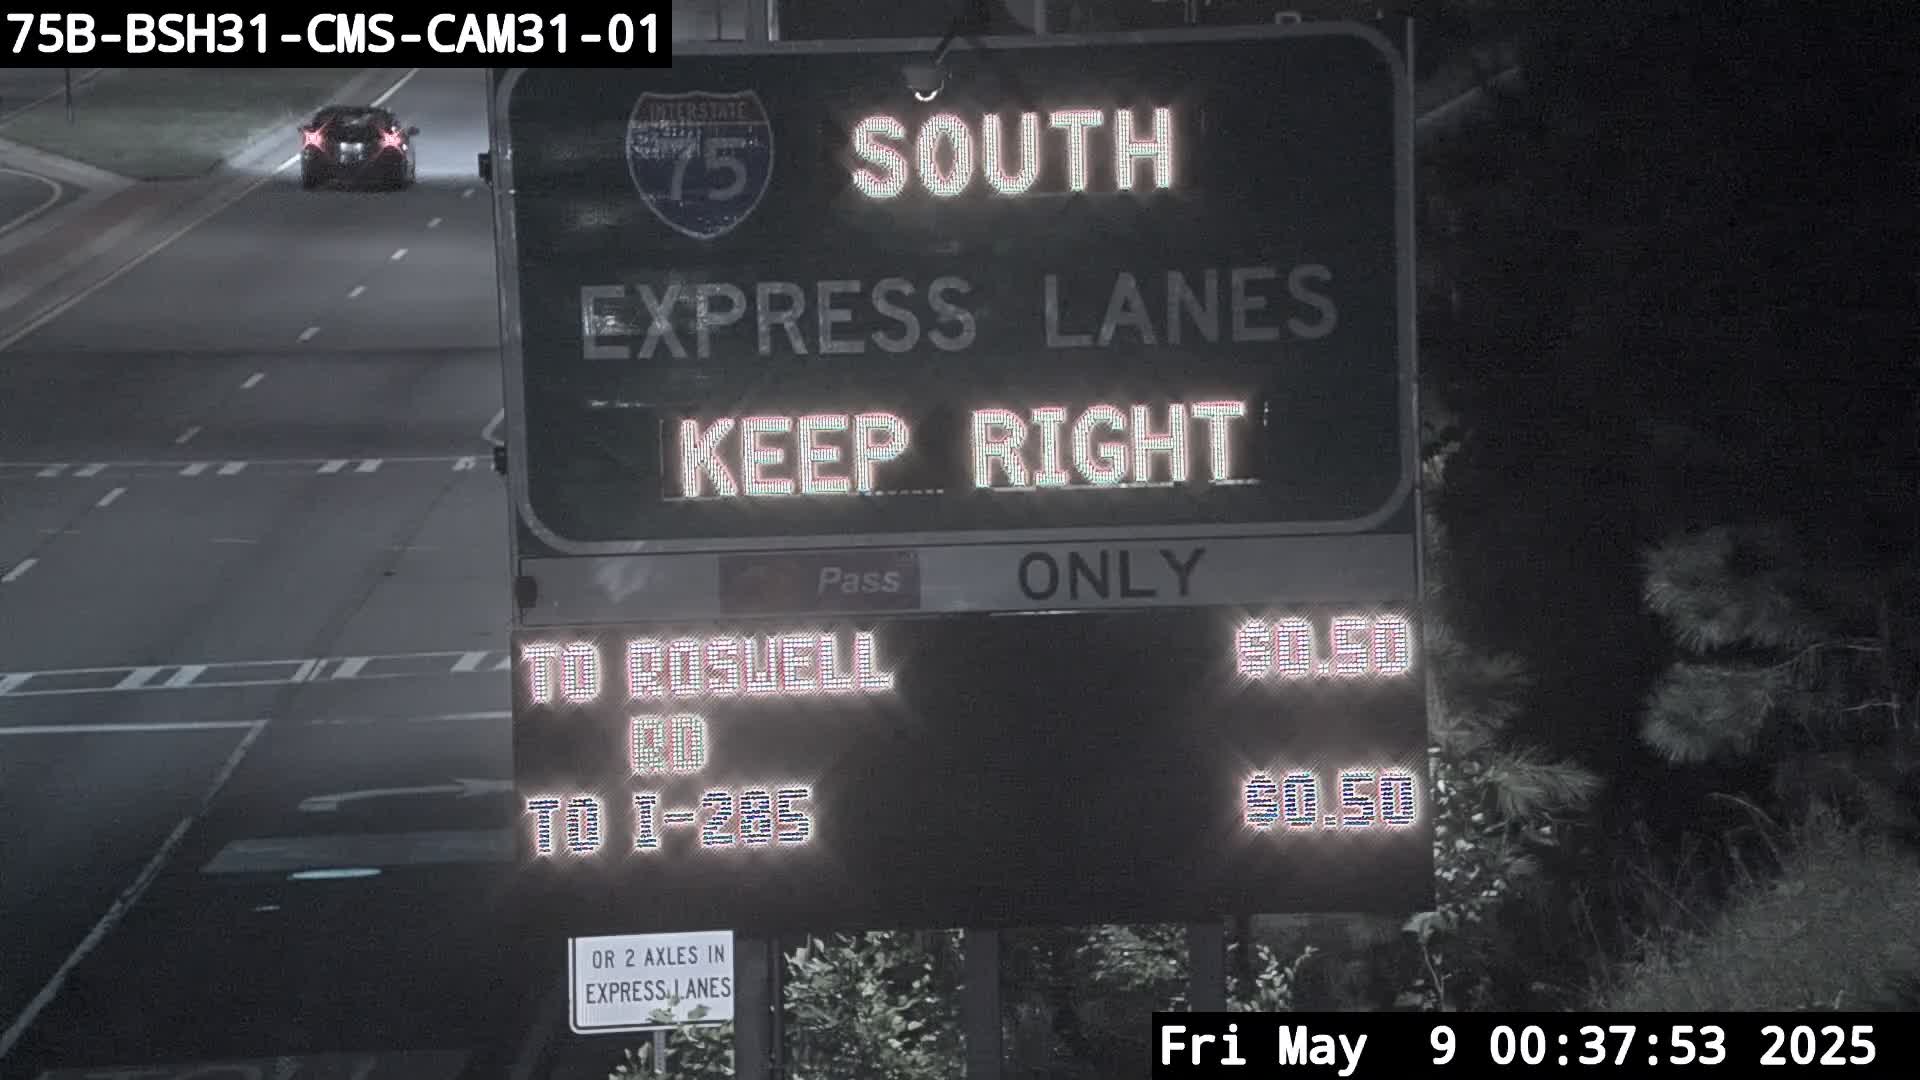 75B-BSH31-CMS-CAM31-01
INTERSTATE
75
SOUTH
EXPRESS LANES
KEEP RIGHT
Pass ONLY
TO ROSWELL $0.50
RD
TO I-285 $0.50
OR 2 AXLES IN
EXPRESS LANES
Fri May 9 00:37:53 2025